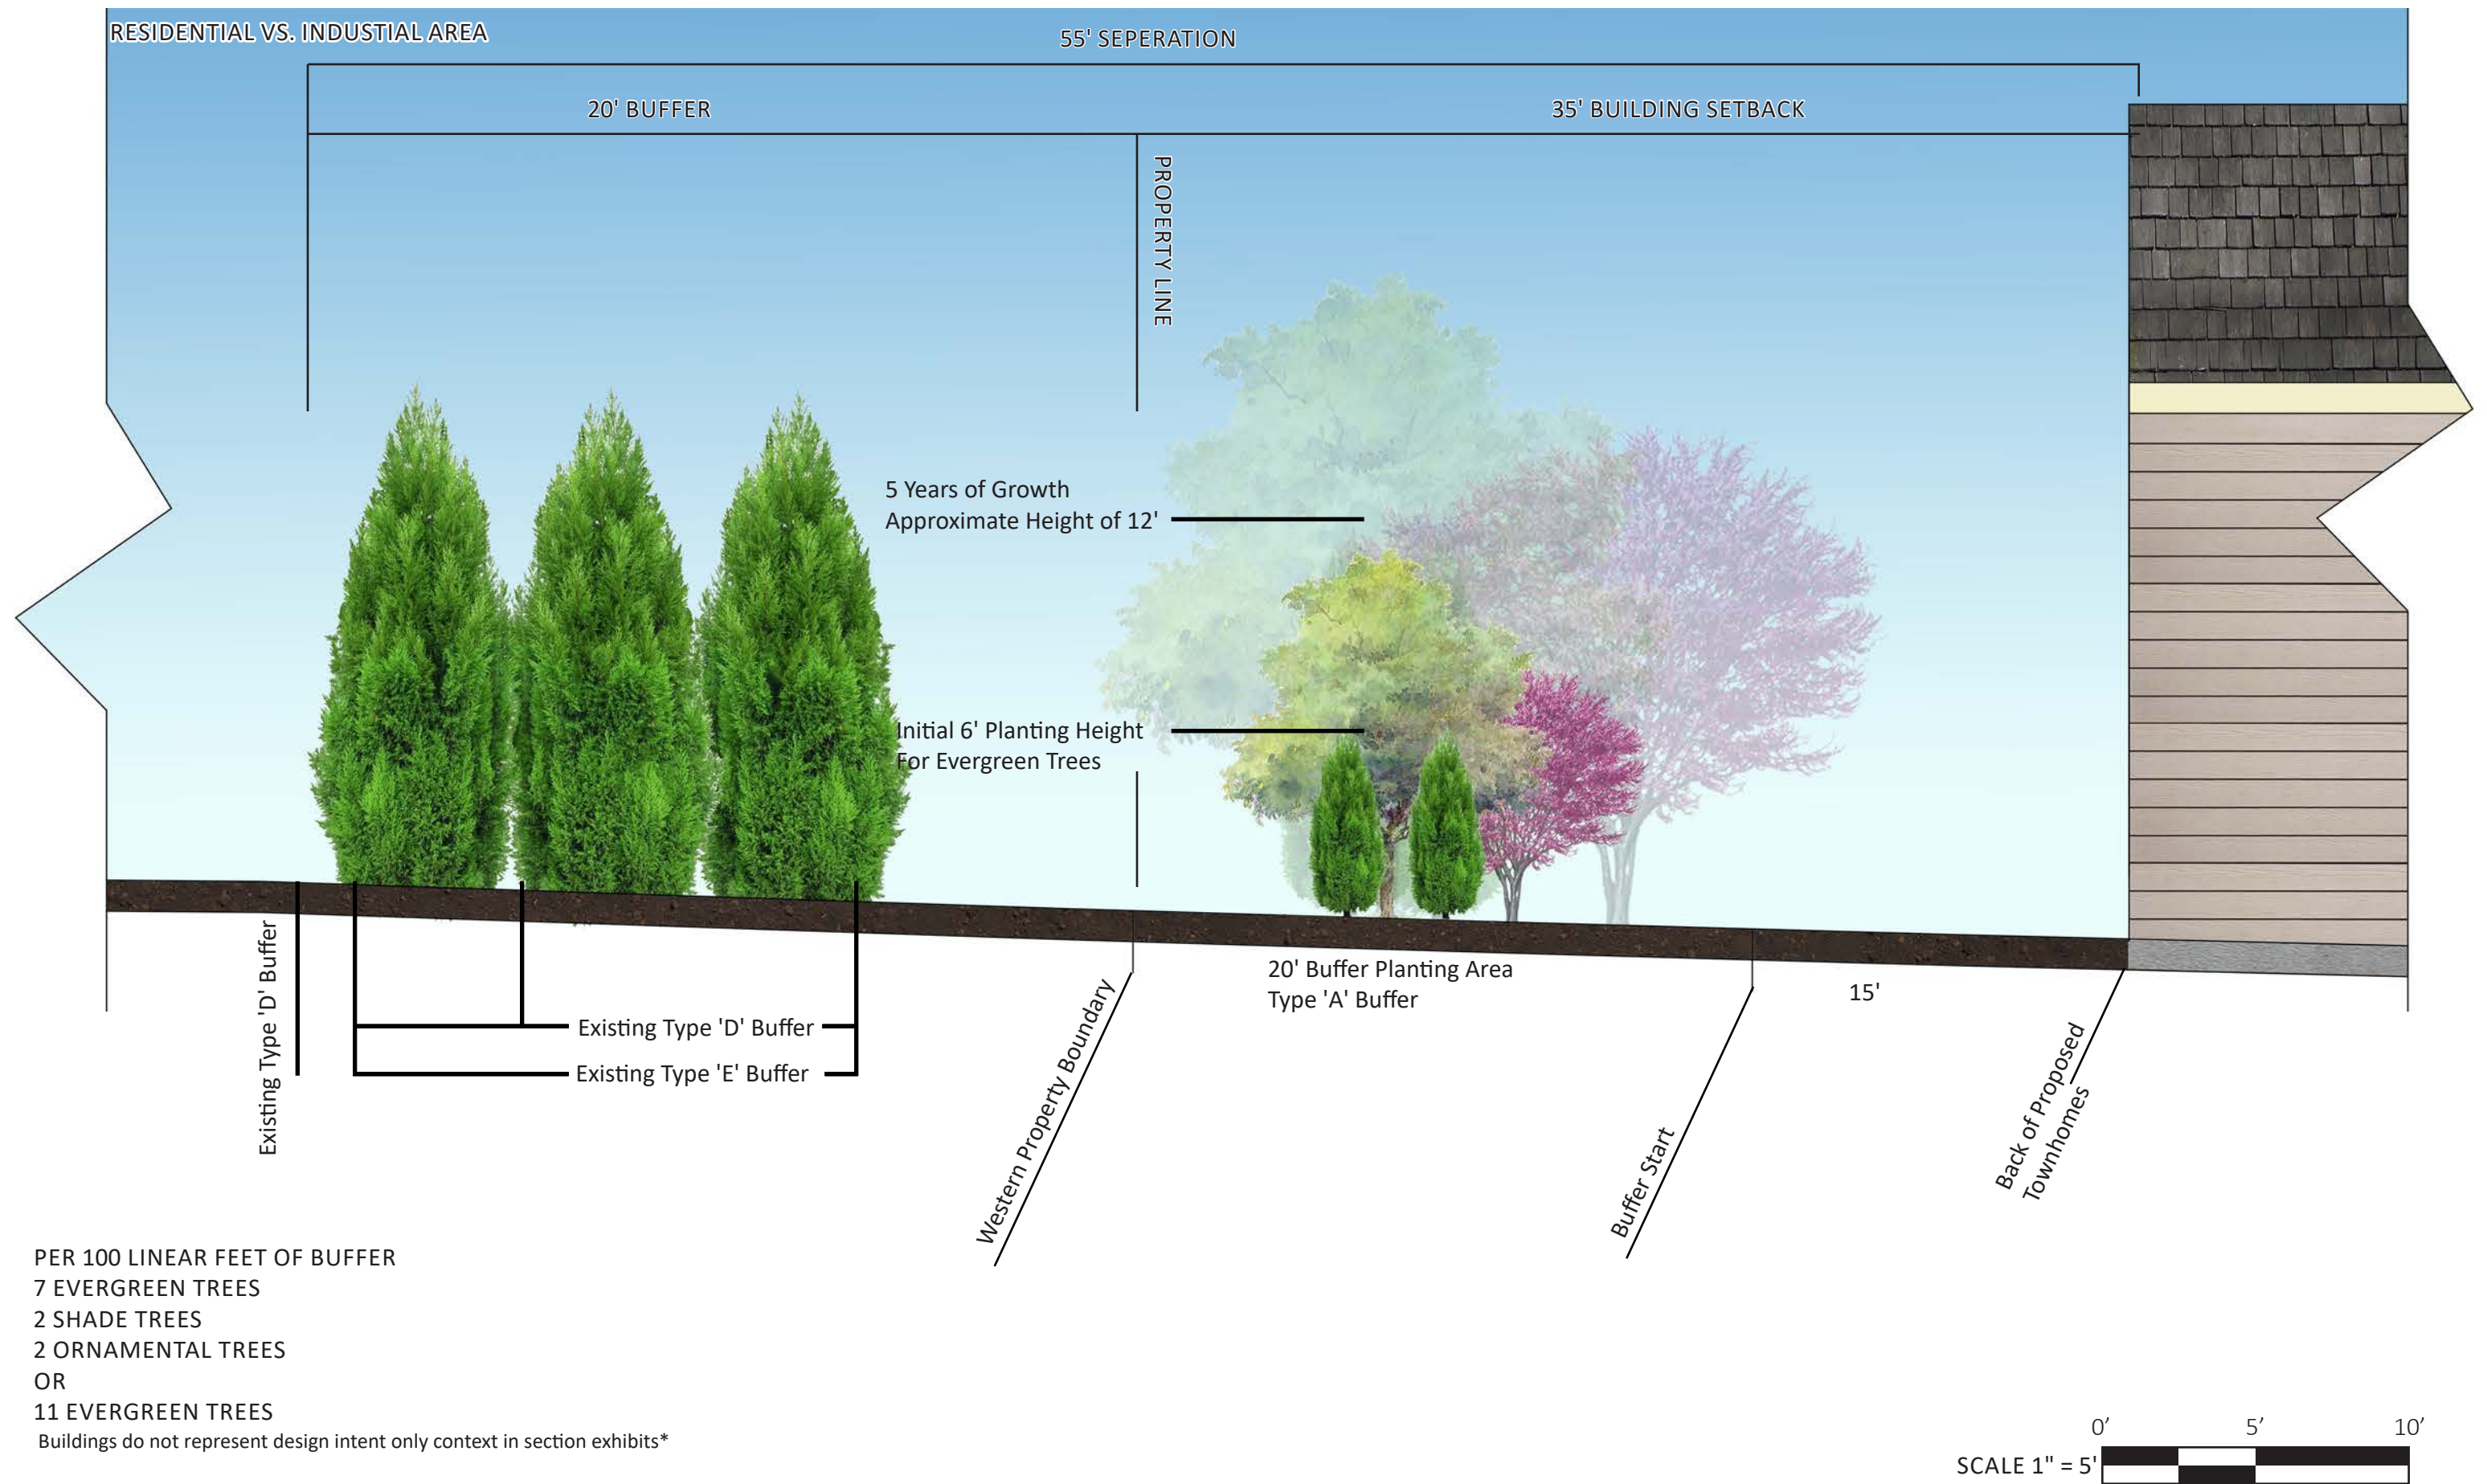 RESIDENTIAL VS. INDUSTIAL AREA
55' SEPERATION
20' BUFFER
35' BUILDING SETBACK
PROPERTY LINE
5 Years of Growth
Approximate Height of 12'
Initial 6' Planting Height
For Evergreen Trees
Existing Type 'D' Buffer
Existing Type 'D' Buffer
Existing Type 'E' Buffer
Western Property Boundary
20' Buffer Planting Area
Type 'A' Buffer
Buffer Start
15'
Back of Proposed
Townhomes
PER 100 LINEAR FEET OF BUFFER
7 EVERGREEN TREES
2 SHADE TREES
2 ORNAMENTAL TREES
OR
11 EVERGREEN TREES
Buildings do not represent design intent only context in section exhibits*
0' 5' 10'
SCALE 1" = 5'